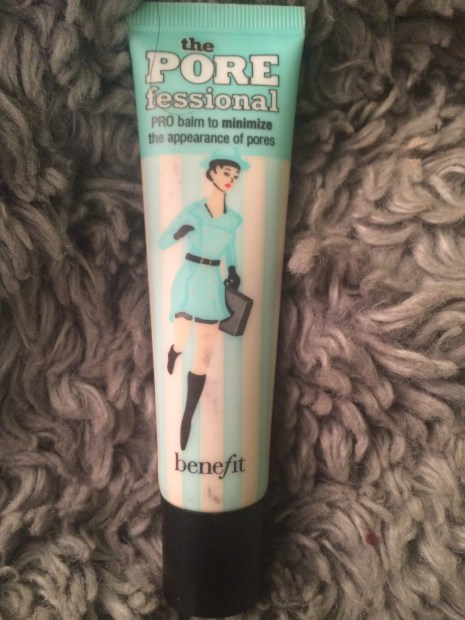 the
PORE
fessional
PRO balm to minimize
the appearance of pores
benefit